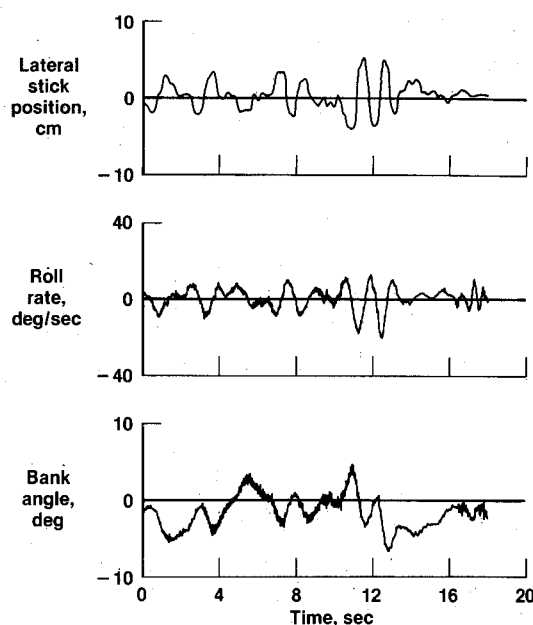 10
Lateral
stick
position,
cm
0
−10
40
Roll
rate,
deg/sec
0
−40
10
Bank
angle,
deg
0
−10
0 4 8 12 16 20
Time, sec